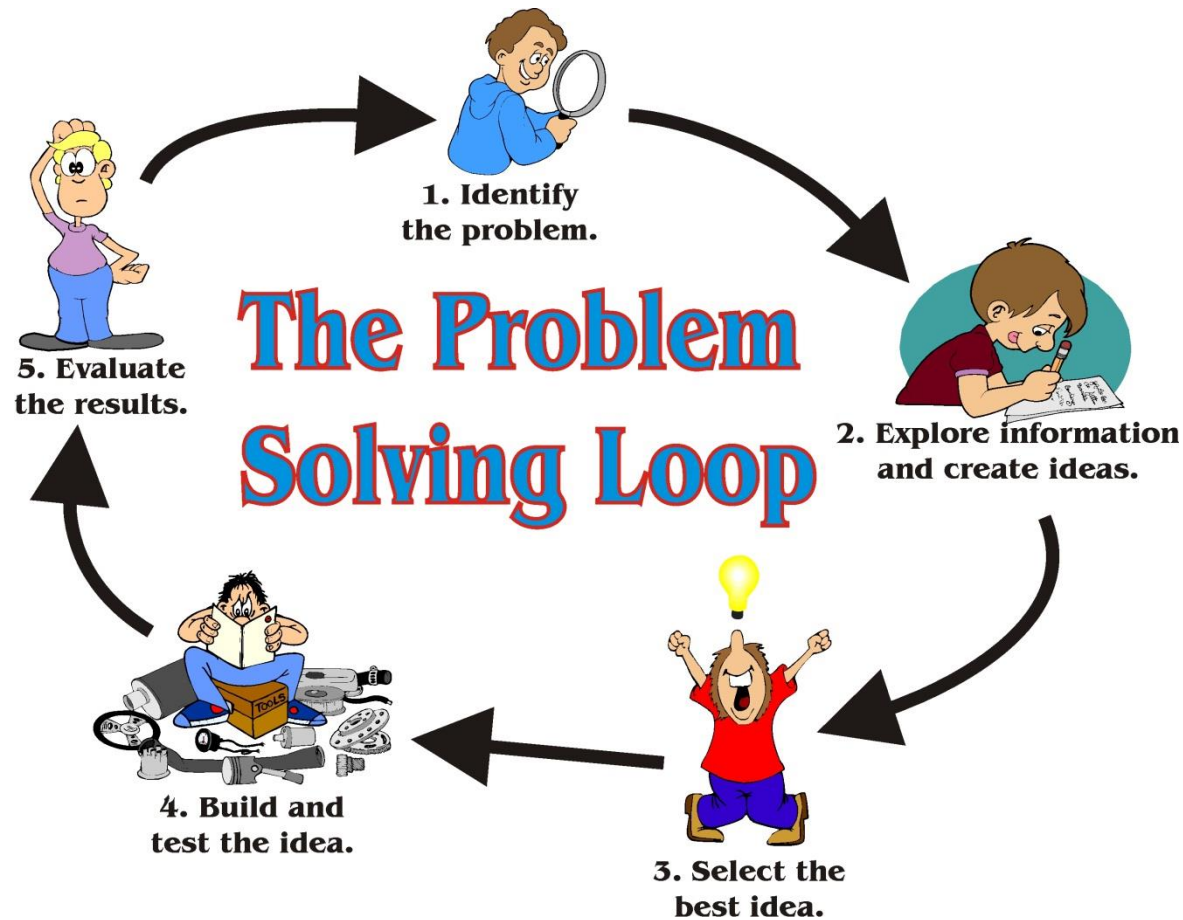 The Problem
Solving Loop
1. Identify
the problem.
2. Explore information
and create ideas.
3. Select the
best idea.
4. Build and
test the idea.
TOOLS
5. Evaluate
the results.